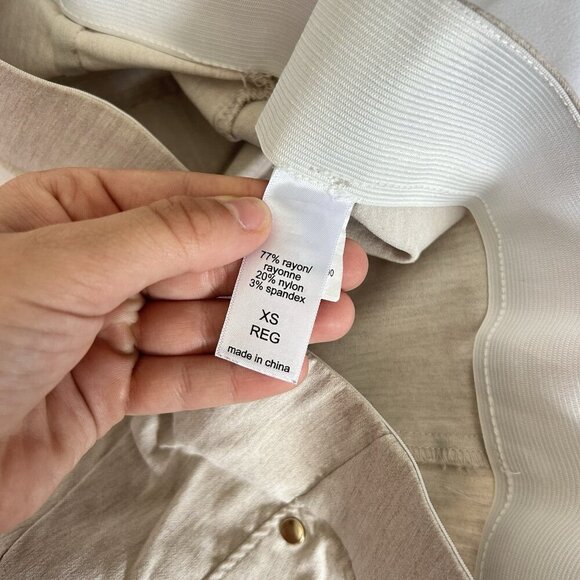 77% rayon/
rayonne
20% nylon
3% spandex
XS
REG
made in china